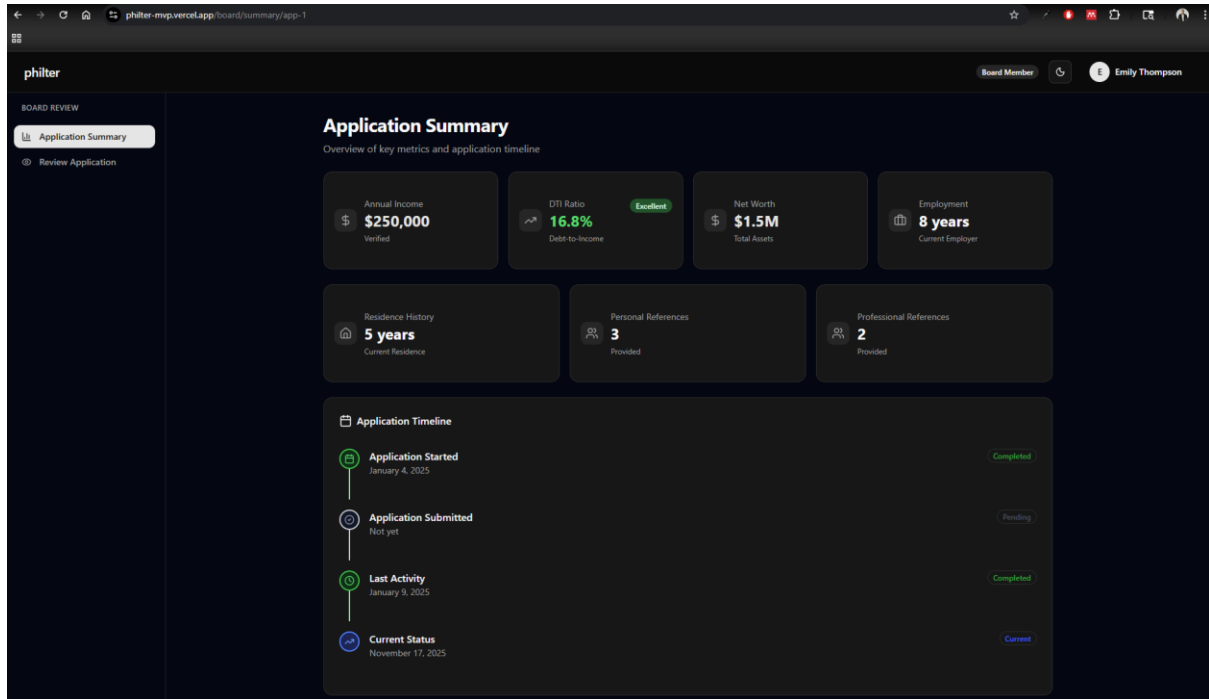 philter-mvp.vercel.app/board/summary/app-1
philter
Board Member
E
Emily Thompson
BOARD REVIEW
Application Summary
Review Application
Application Summary
Overview of key metrics and application timeline
Annual Income
$250,000
Verified
DTI Ratio
Excellent
16.8%
Debt-to-Income
Net Worth
$1.5M
Total Assets
Employment
8 years
Current Employer
Residence History
5 years
Current Residence
Personal References
3
Provided
Professional References
2
Provided
Application Timeline
Application Started
Completed
January 4, 2025
Application Submitted
Pending
Not yet
Last Activity
Completed
January 9, 2025
Current Status
Current
November 17, 2025